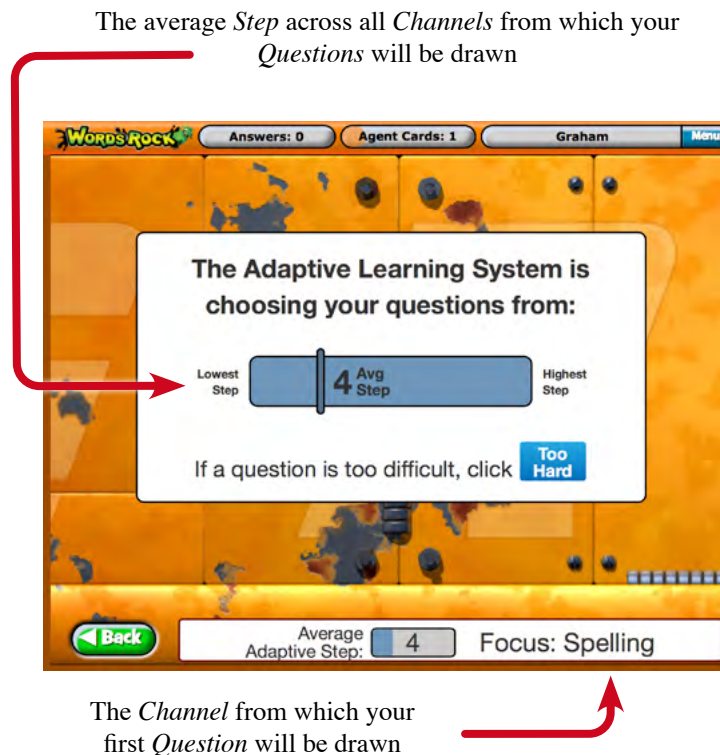 The average Step across all Channels from which your
Questions will be drawn
WORDS ROCK
Answers: 0
Agent Cards: 1
Graham
Menu
The Adaptive Learning System is
choosing your questions from:
Lowest
Step
4 Avg
Step
Highest
Step
If a question is too difficult, click Too
Hard
Back
Average
Adaptive Step:
4
Focus: Spelling
The Channel from which your
first Question will be drawn